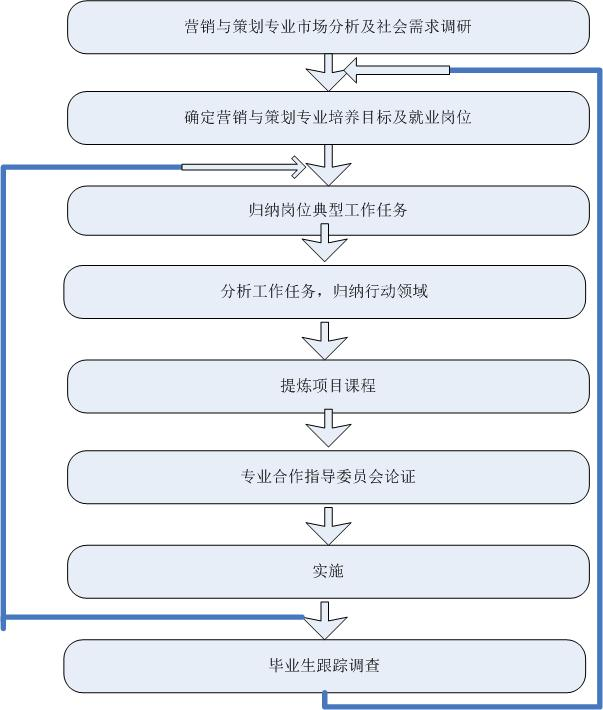 营销与策划专业市场分析及社会需求调研
确定营销与策划专业培养目标及就业岗位
归纳岗位典型工作任务
分析工作任务，归纳行动领域
提炼项目课程
专业合作指导委员会论证
实施
毕业生跟踪调查